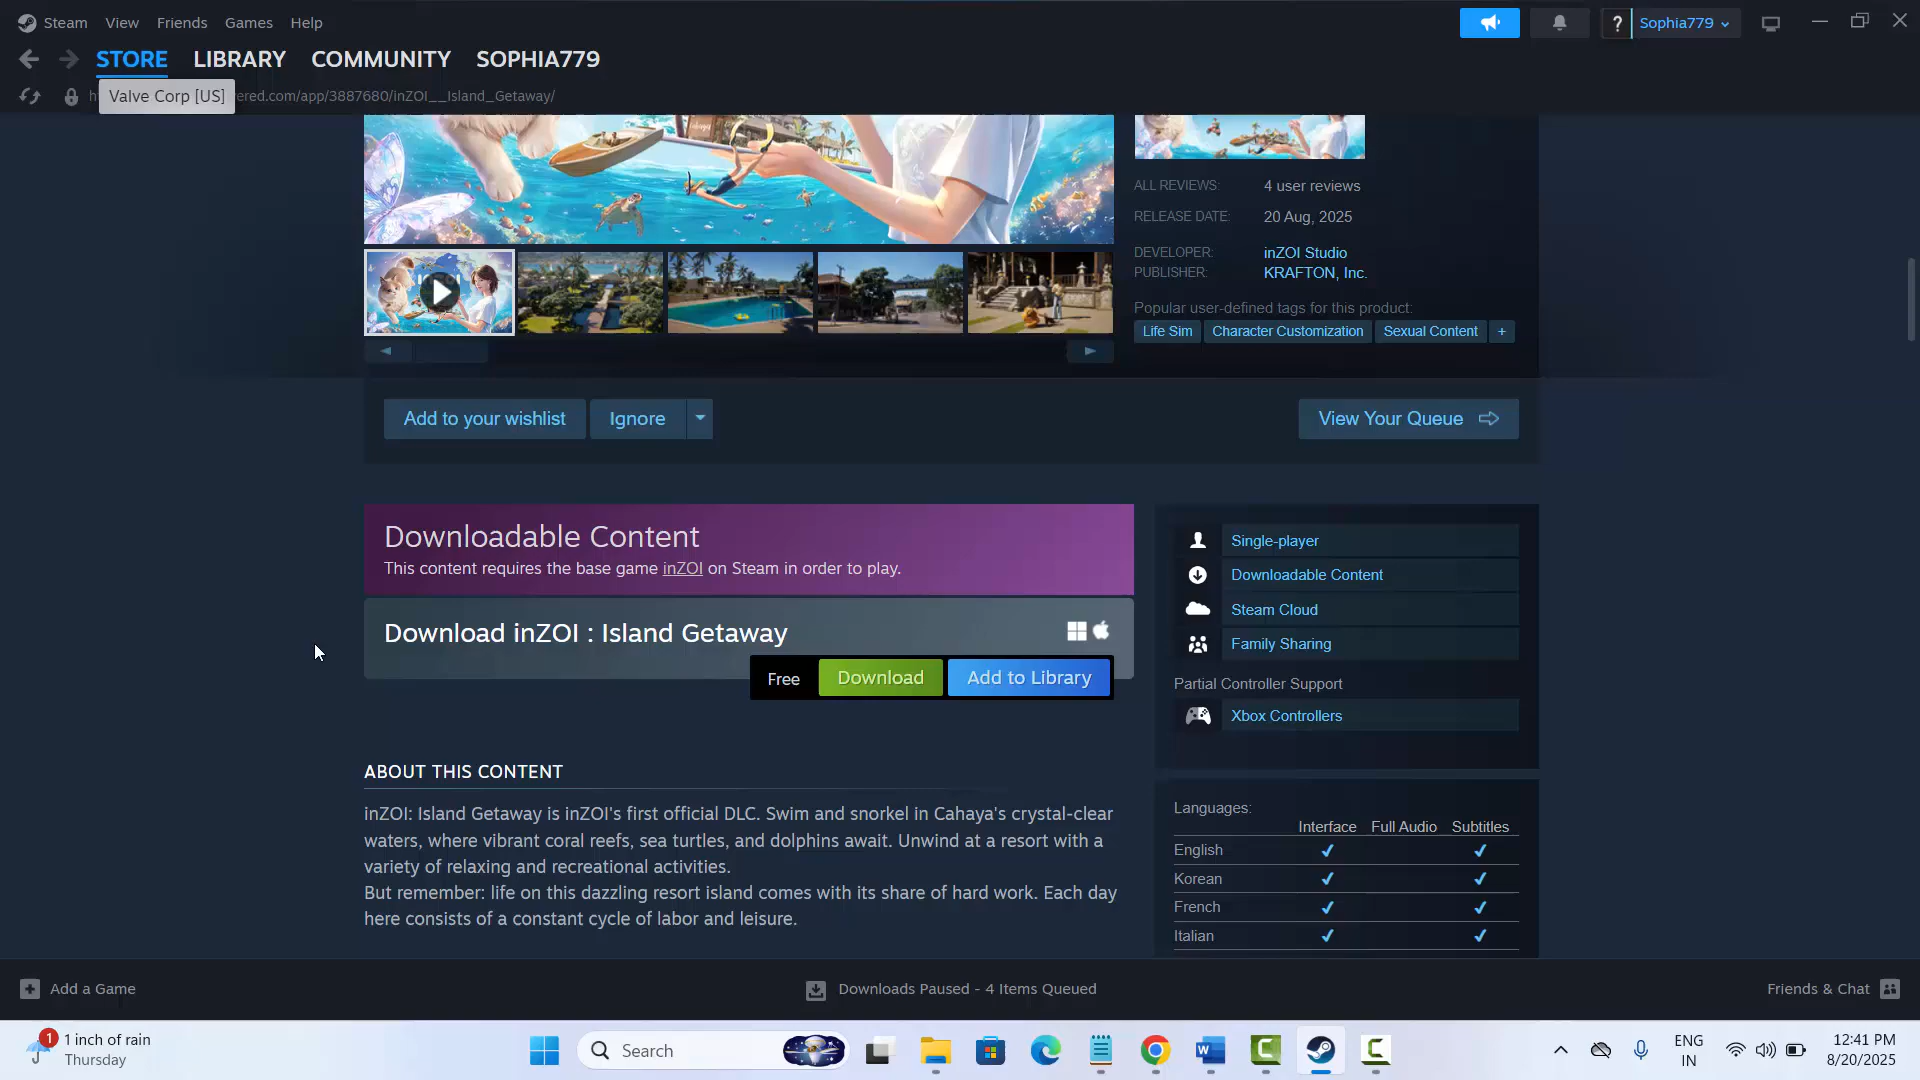 Steam View Friends Games Help
? Sophia779
STORE LIBRARY COMMUNITY SOPHIA779
Valve Corp [US] ered.com/app/3887680/inZOI__Island_Getaway/
ALL REVIEWS: 4 user reviews
RELEASE DATE: 20 Aug, 2025
DEVELOPER: inZOI Studio
PUBLISHER: KRAFTON, Inc.
Popular user-defined tags for this product:
Life Sim Character Customization Sexual Content +
Add to your wishlist Ignore View Your Queue
Downloadable Content
This content requires the base game inZOI on Steam in order to play.
Download inZOI : Island Getaway
Free Download Add to Library
Single-player
Downloadable Content
Steam Cloud
Family Sharing
Partial Controller Support
Xbox Controllers
ABOUT THIS CONTENT
inZOI: Island Getaway is inZOI's first official DLC. Swim and snorkel in Cahaya's crystal-clear
waters, where vibrant coral reefs, sea turtles, and dolphins await. Unwind at a resort with a
variety of relaxing and recreational activities.
But remember: life on this dazzling resort island comes with its share of hard work. Each day
here consists of a constant cycle of labor and leisure.
Languages:
Interface Full Audio Subtitles
English ✔ ✔
Korean ✔ ✔
French ✔ ✔
Italian ✔ ✔
Add a Game Downloads Paused - 4 Items Queued Friends & Chat
1 1 inch of rain
Thursday
Search
ENG
IN
12:41 PM
8/20/2025